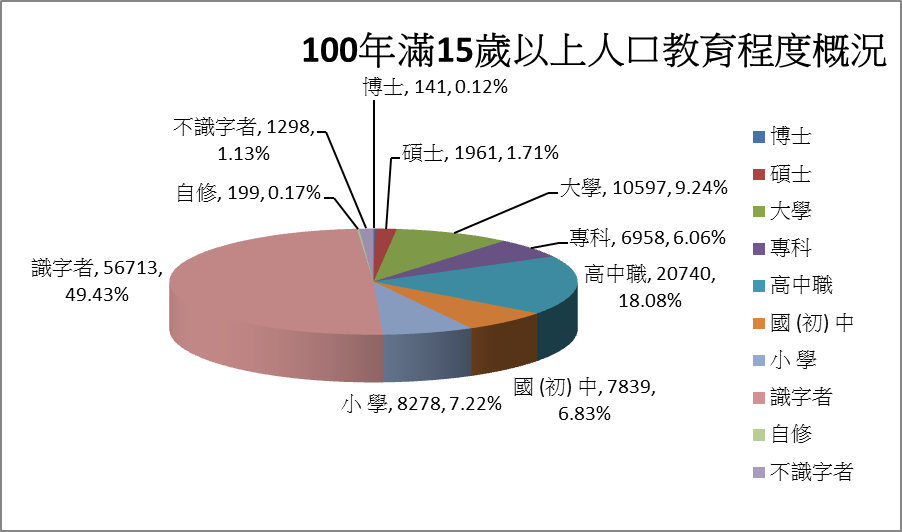 100年滿15歲以上人口教育程度概況
博士, 141, 0.12%
不識字者, 1298,
1.13%
碩士, 1961, 1.71%
自修, 199, 0.17%
大學, 10597, 9.24%
專科, 6958, 6.06%
高中職, 20740,
18.08%
識字者, 56713,
49.43%
國 (初) 中, 7839,
6.83%
小 學, 8278, 7.22%
博士
碩士
大學
專科
高中職
國 (初) 中
小 學
識字者
自修
不識字者